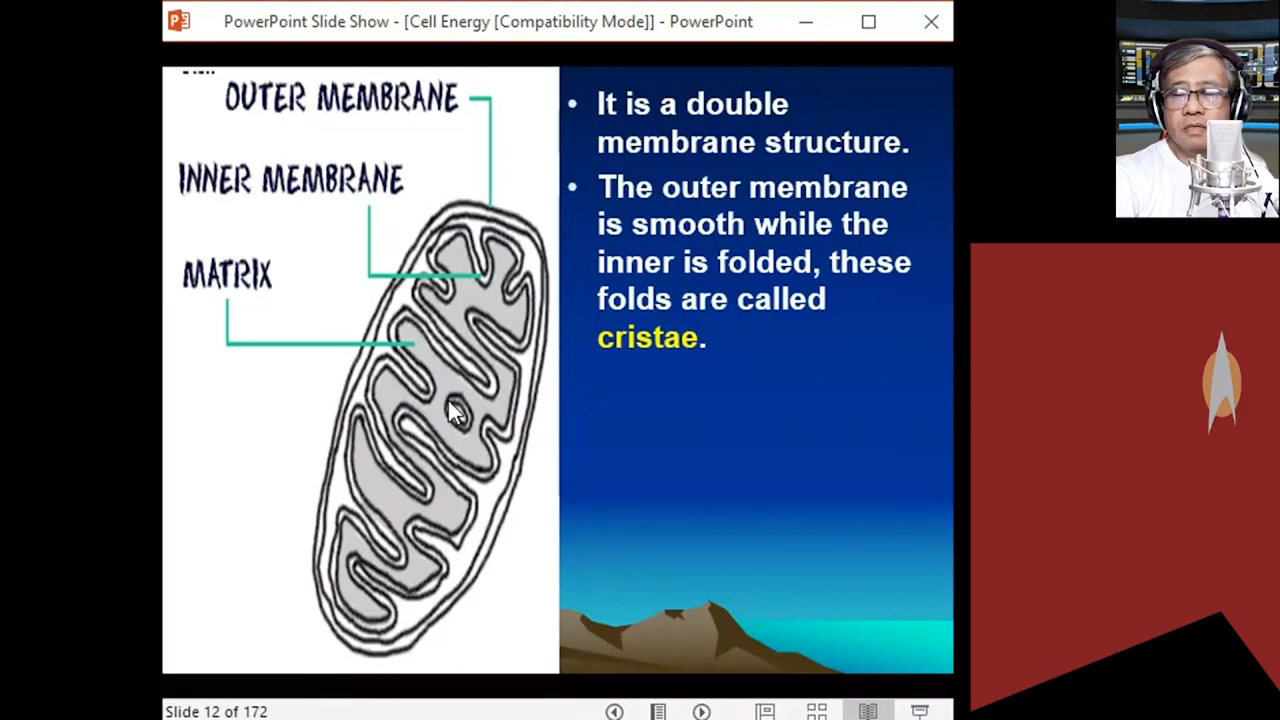 PowerPoint Slide Show - [Cell Energy [Compatibility Mode]] - PowerPoint
OUTER MEMBRANE
INNER MEMBRANE
MATRIX
• It is a double
membrane structure.
• The outer membrane
is smooth while the
inner is folded, these
folds are called
cristae.
Slide 12 of 172